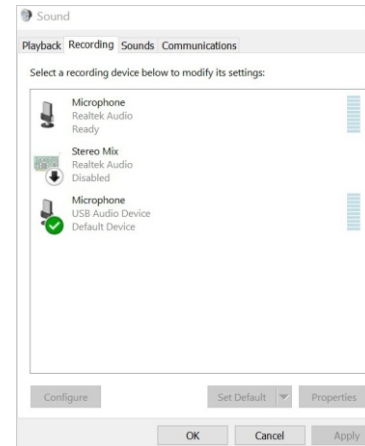 Sound
Playback Recording Sounds Communications
Select a recording device below to modify its settings:
Microphone
Realtek Audio
Ready
Stereo Mix
Realtek Audio
Disabled
Microphone
USB Audio Device
Default Device
Configure Set Default Properties
OK Cancel Apply